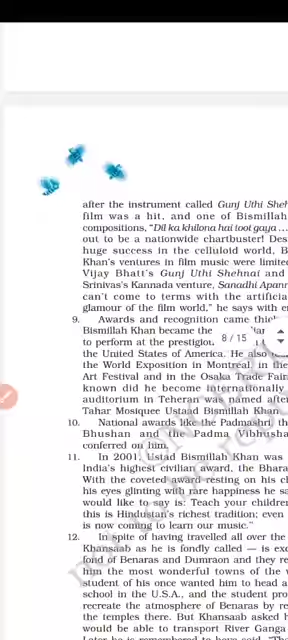 after the instrument called Gunj Uthi Sheh
film was a hit, and one of Bismillah
compositions, "Dil ka khilona hai toot gaya ...
out to be a nationwide chartbuster! Des
huge success in the celluloid world, B
Khan's ventures in film music were limited
Vijay Bhatt's Gunj Uthi Shehnai and
Srinivas's Kannada venture, Sanadhi Apann
can't come to terms with the artificia
glamour of the film world," he says with e
9. Awards and recognition came thick
Bismillah Khan became the
to perform at the prestigio
8 / 15
the United States of America. He also
the World Exposition in Montreal, in the
Art Festival and in the Osaka Trade Fair
known did he become internationally
auditorium in Teheran was named after
Tahar Mosiquee Ustad Bismillah Khan.
10. National awards like the Padmashri, th
Bhushan and the Padma Vibhusha
conferred on him.
11. In 2001, Ustad Bismillah Khan was
India's highest civilian award, the Bhara
With the coveted award resting on his ch
his eyes glinting with rare happiness he sa
would like to say is: Teach your children
this is Hindustan's richest tradition; even
is now coming to learn our music."
12. spite of having travelled all over the
Khansaab as he is fondly called — is exc
fond of Benaras and Dumraon and they re
him the most wonderful towns of the w
student of his once wanted him to head a
school in the U.S.A., and the student pro
recreate the atmosphere of Benaras by re
the temples there. But Khansaab asked h
would be able to transport River Ganga